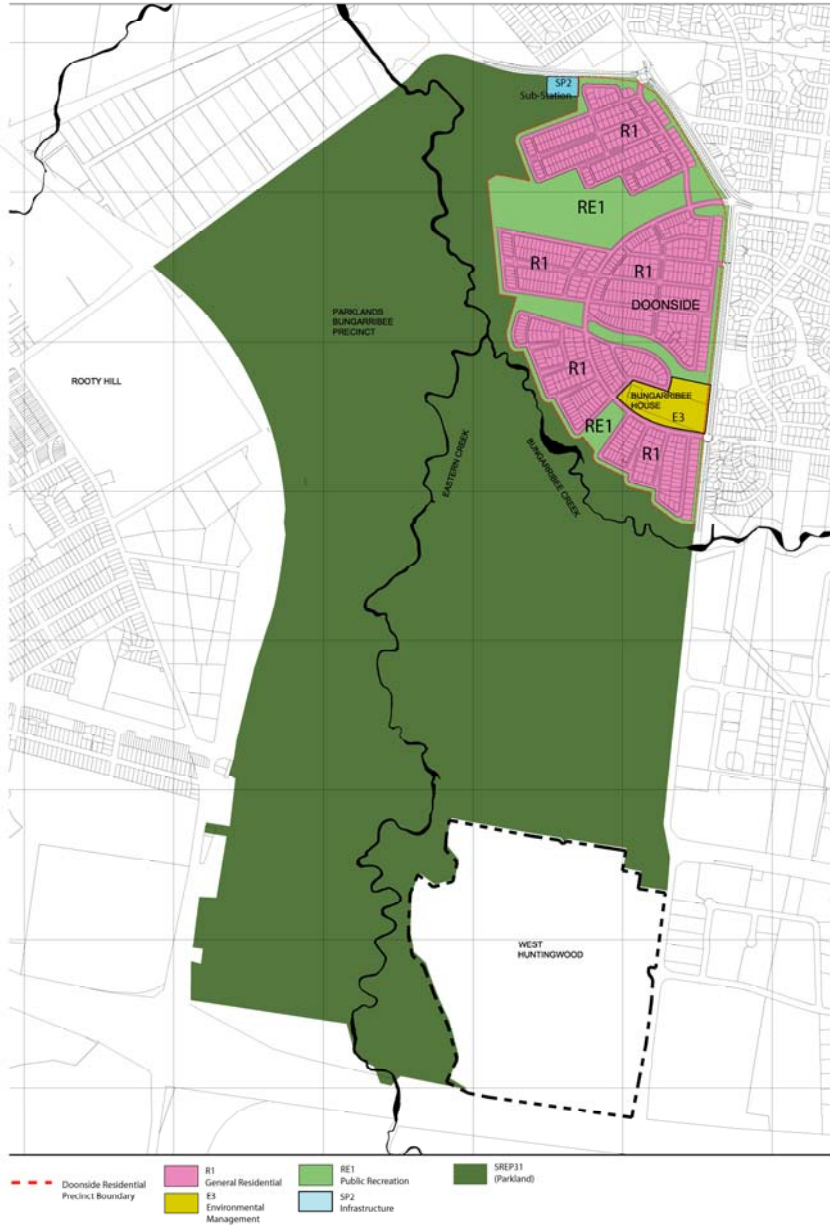 SP2
Sub-Station
R1
RE1
R1
R1
DOONSIDE
PARKLANDS
BUNGARRIBEE
PRECINCT
ROOTY HILL
R1
BUNGARRIBEE
HOUSE
E3
RE1
R1
EASTERN CREEK
BUNGARRIBEE CREEK
WEST
HUNTINGWOOD
Doonside Residential
Precinct Boundary
R1
General Residential
E3
Environmental
Management
RE1
Public Recreation
SP2
Infrastructure
SREP31
(Parkland)